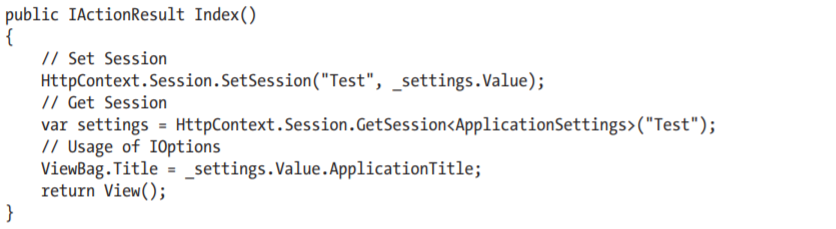 public IActionResult Index()
{
    // Set Session
    HttpContext.Session.SetSession("Test", _settings.Value);
    // Get Session
    var settings = HttpContext.Session.GetSession<ApplicationSettings>("Test");
    // Usage of IOptions
    ViewBag.Title = _settings.Value.ApplicationTitle;
    return View();
}